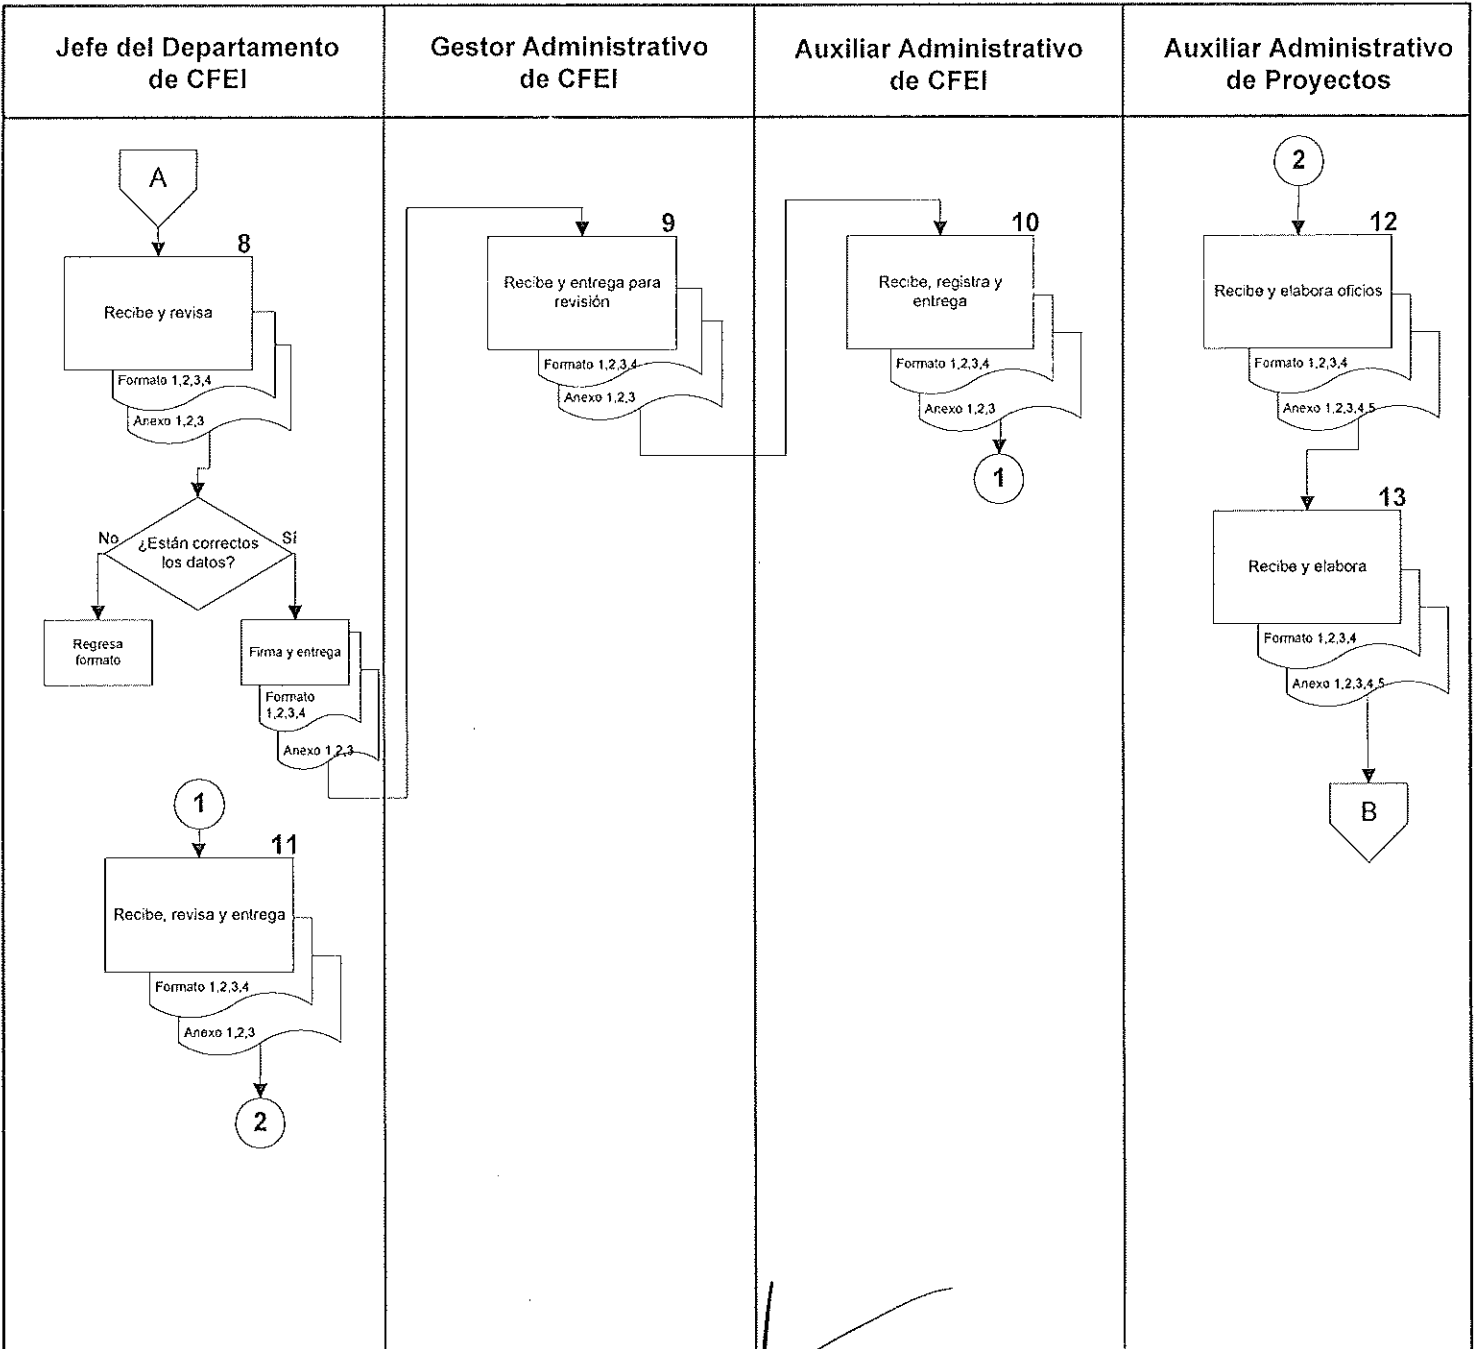 Jefe del Departamento
de CFEI
Gestor Administrativo
de CFEI
Auxiliar Administrativo
de CFEI
Auxiliar Administrativo
de Proyectos
A
8
Recibe y revisa
Formato 1,2,3,4
Anexo 1,2,3
¿Están correctos
los datos?
No
Sí
Regresa
formato
Firma y entrega
Formato
1,2,3,4
Anexo 1,2,3
1
11
Recibe, revisa y entrega
Formato 1,2,3,4
Anexo 1,2,3
2
9
Recibe y entrega para
revisión
Formato 1,2,3,4
Anexo 1,2,3
10
Recibe, registra y
entrega
Formato 1,2,3,4
Anexo 1,2,3
1
2
12
Recibe y elabora oficios
Formato 1,2,3,4
Anexo 1,2,3,4,5
13
Recibe y elabora
Formato 1,2,3,4
Anexo 1,2,3,4,5
B